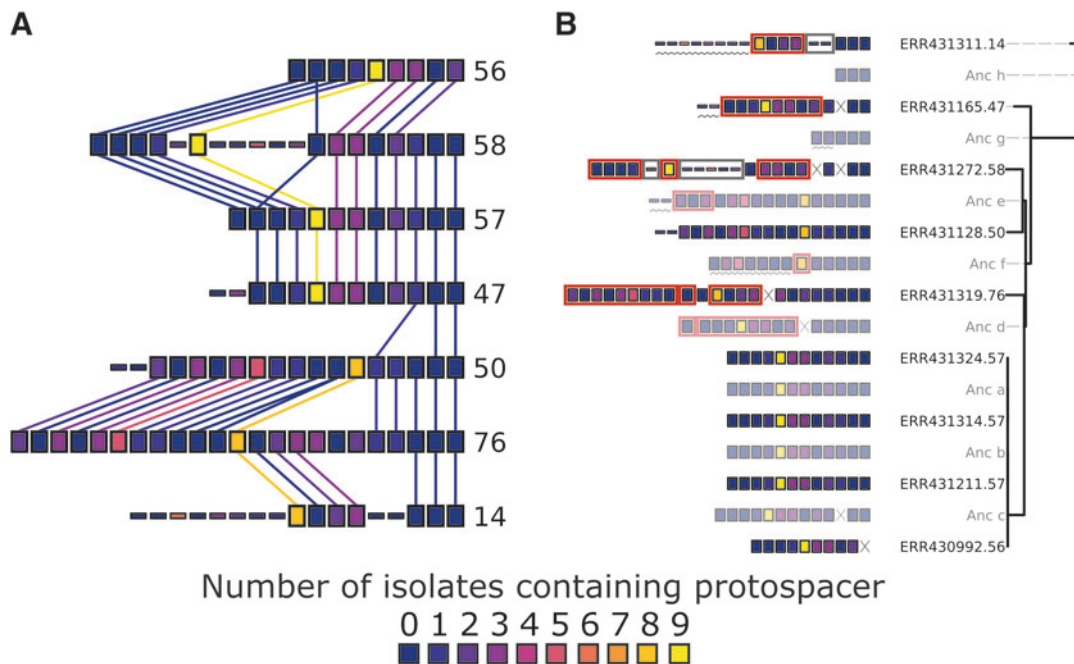 A
B
56
58
57
47
50
76
14
ERR431311.14
Anc h
ERR431165.47
Anc g
ERR431272.58
Anc e
ERR431128.50
Anc f
ERR431319.76
Anc d
ERR431324.57
Anc a
ERR431314.57
Anc b
ERR431211.57
Anc c
ERR430992.56
Number of isolates containing protospacer
0 1 2 3 4 5 6 7 8 9